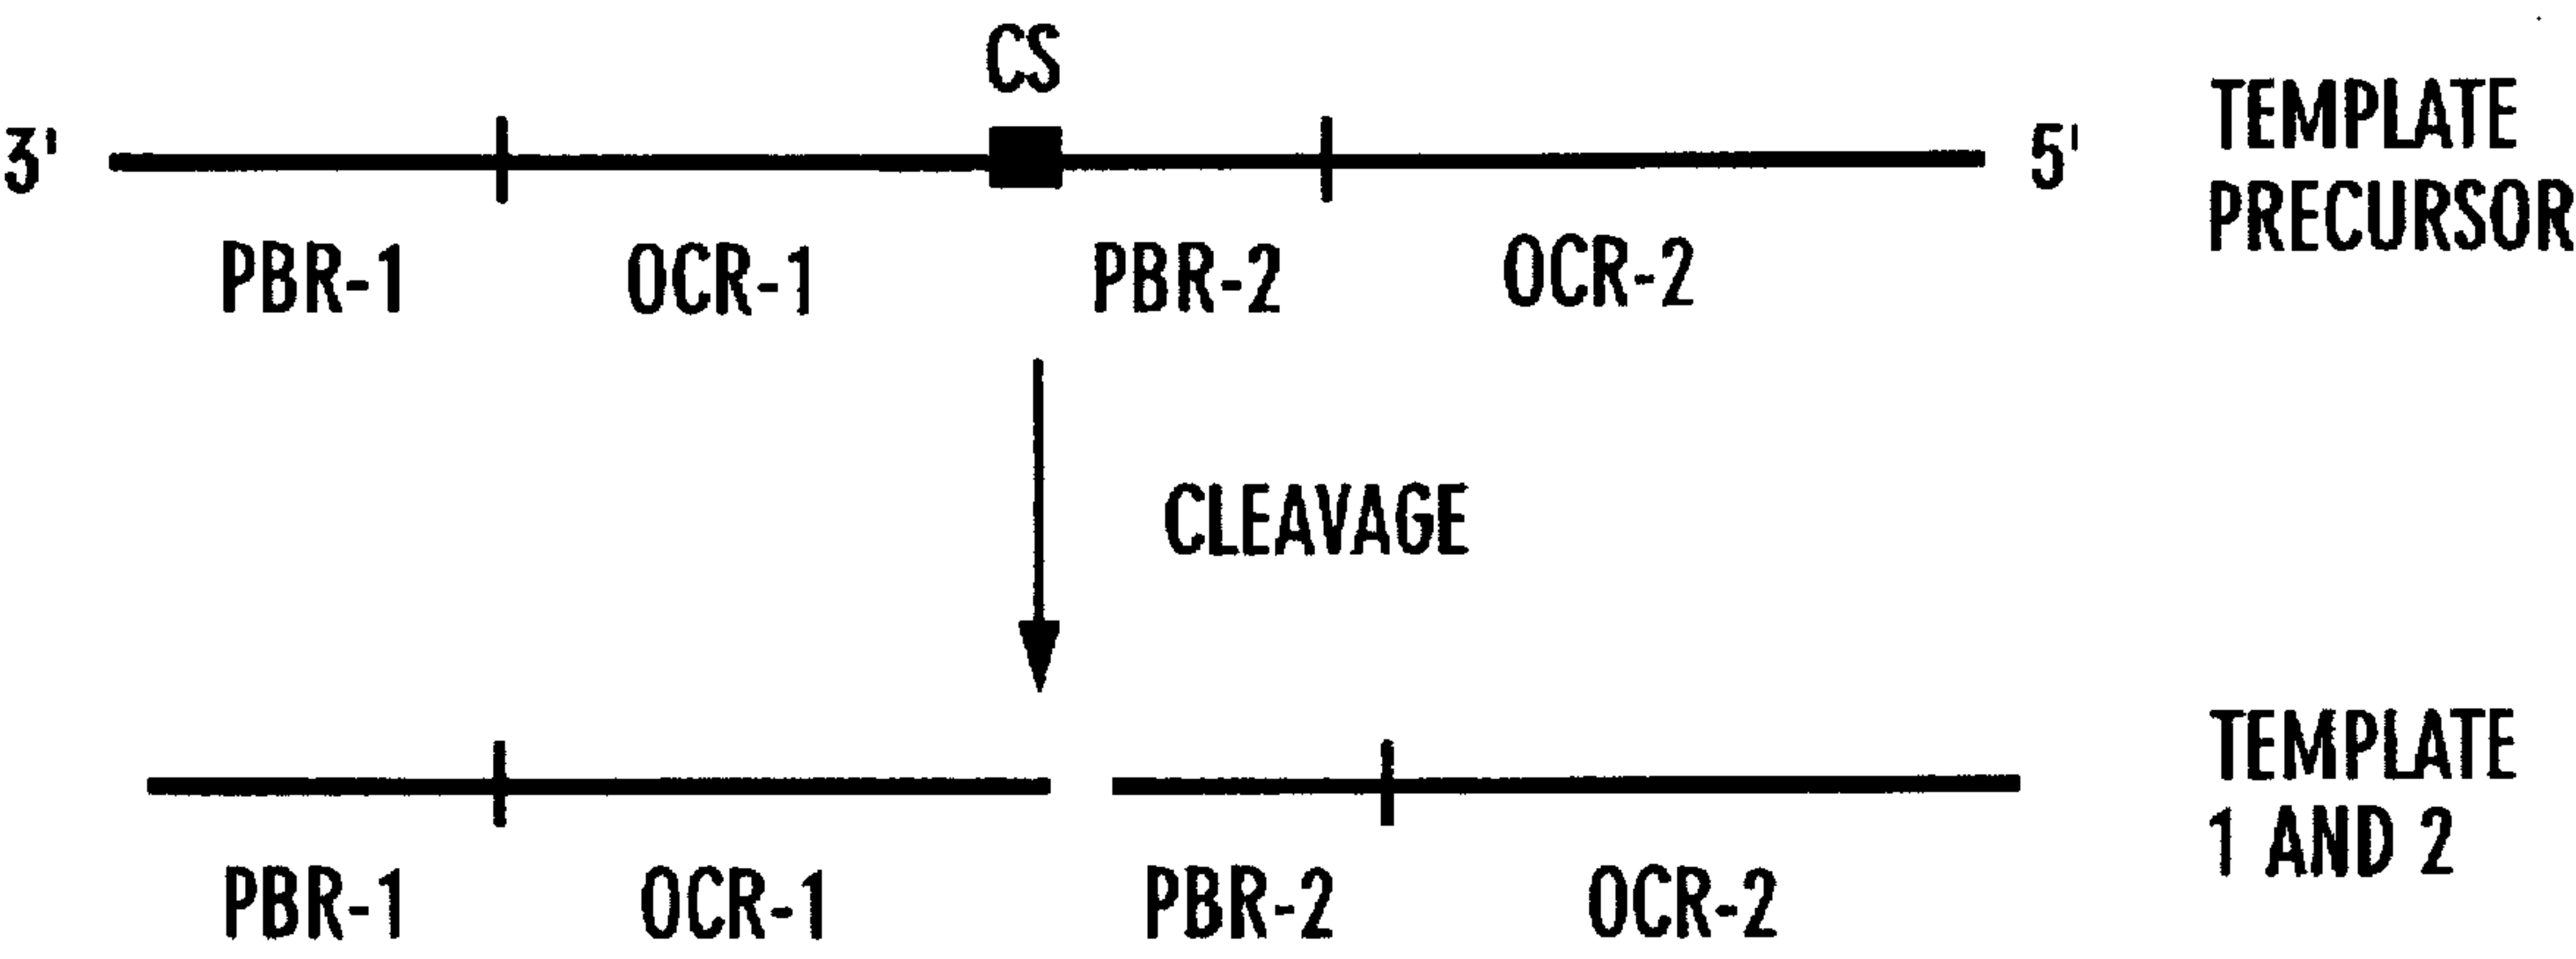 CS
3' 5' TEMPLATE
PRECURSOR
PBR-1 OCR-1 PBR-2 OCR-2
CLEAVAGE
TEMPLATE
1 AND 2
PBR-1 OCR-1 PBR-2 OCR-2